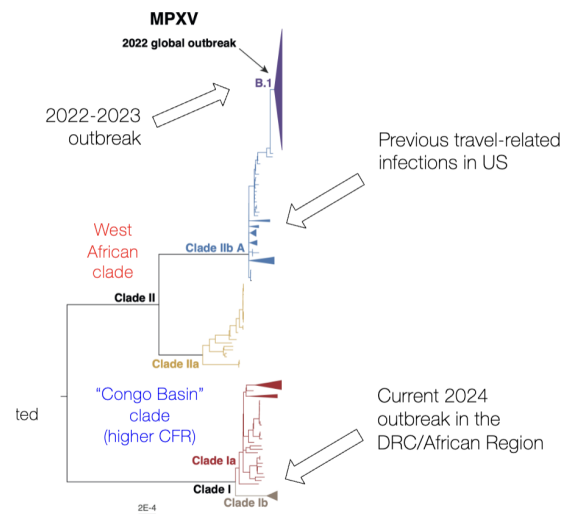 MPXV
2022 global outbreak
B.1
2022-2023
outbreak
Previous travel-related
infections in US
West
African
clade
Clade IIb A
Clade II
Clade IIa
"Congo Basin"
clade
(higher CFR)
ted
Current 2024
outbreak in the
DRC/African Region
Clade Ia
Clade I
Clade Ib
2E-4